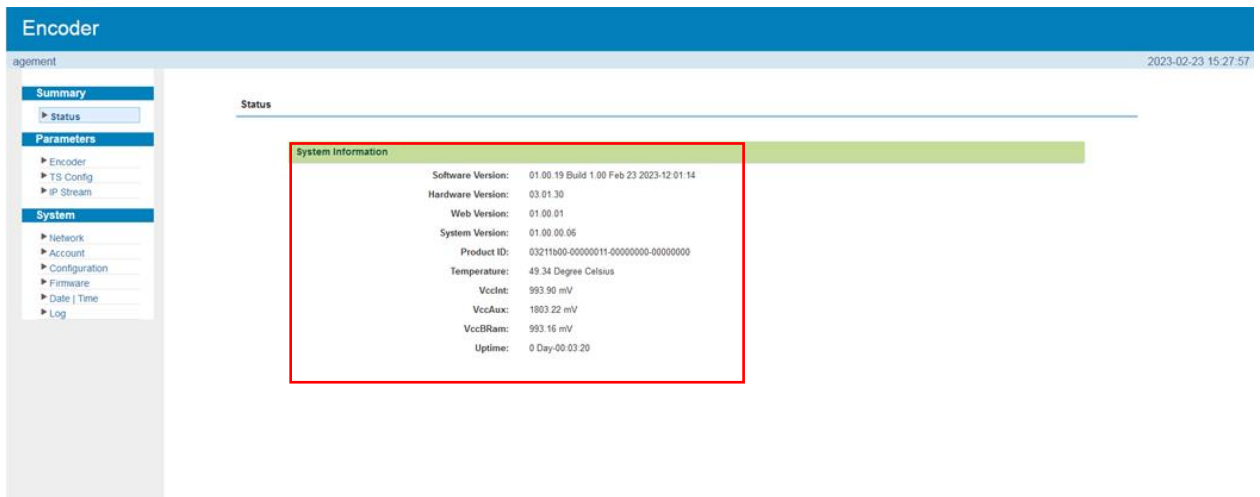 Encoder
agement 2023-02-23 15:27:57
Summary
Status
Parameters
Encoder
TS Config
IP Stream
System
Network
Account
Configuration
Firmware
Date | Time
Log
Status
System Information
Software Version: 01.00.19 Build 1.00 Feb 23 2023-12:01:14
Hardware Version: 03.01.30
Web Version: 01.00.01
System Version: 01.00.00.06
Product ID: 03211b00-00000011-00000000-00000000
Temperature: 49.34 Degree Celsius
VccInt: 993.90 mV
VccAux: 1803.22 mV
VccBRam: 993.16 mV
Uptime: 0 Day-00:03:20